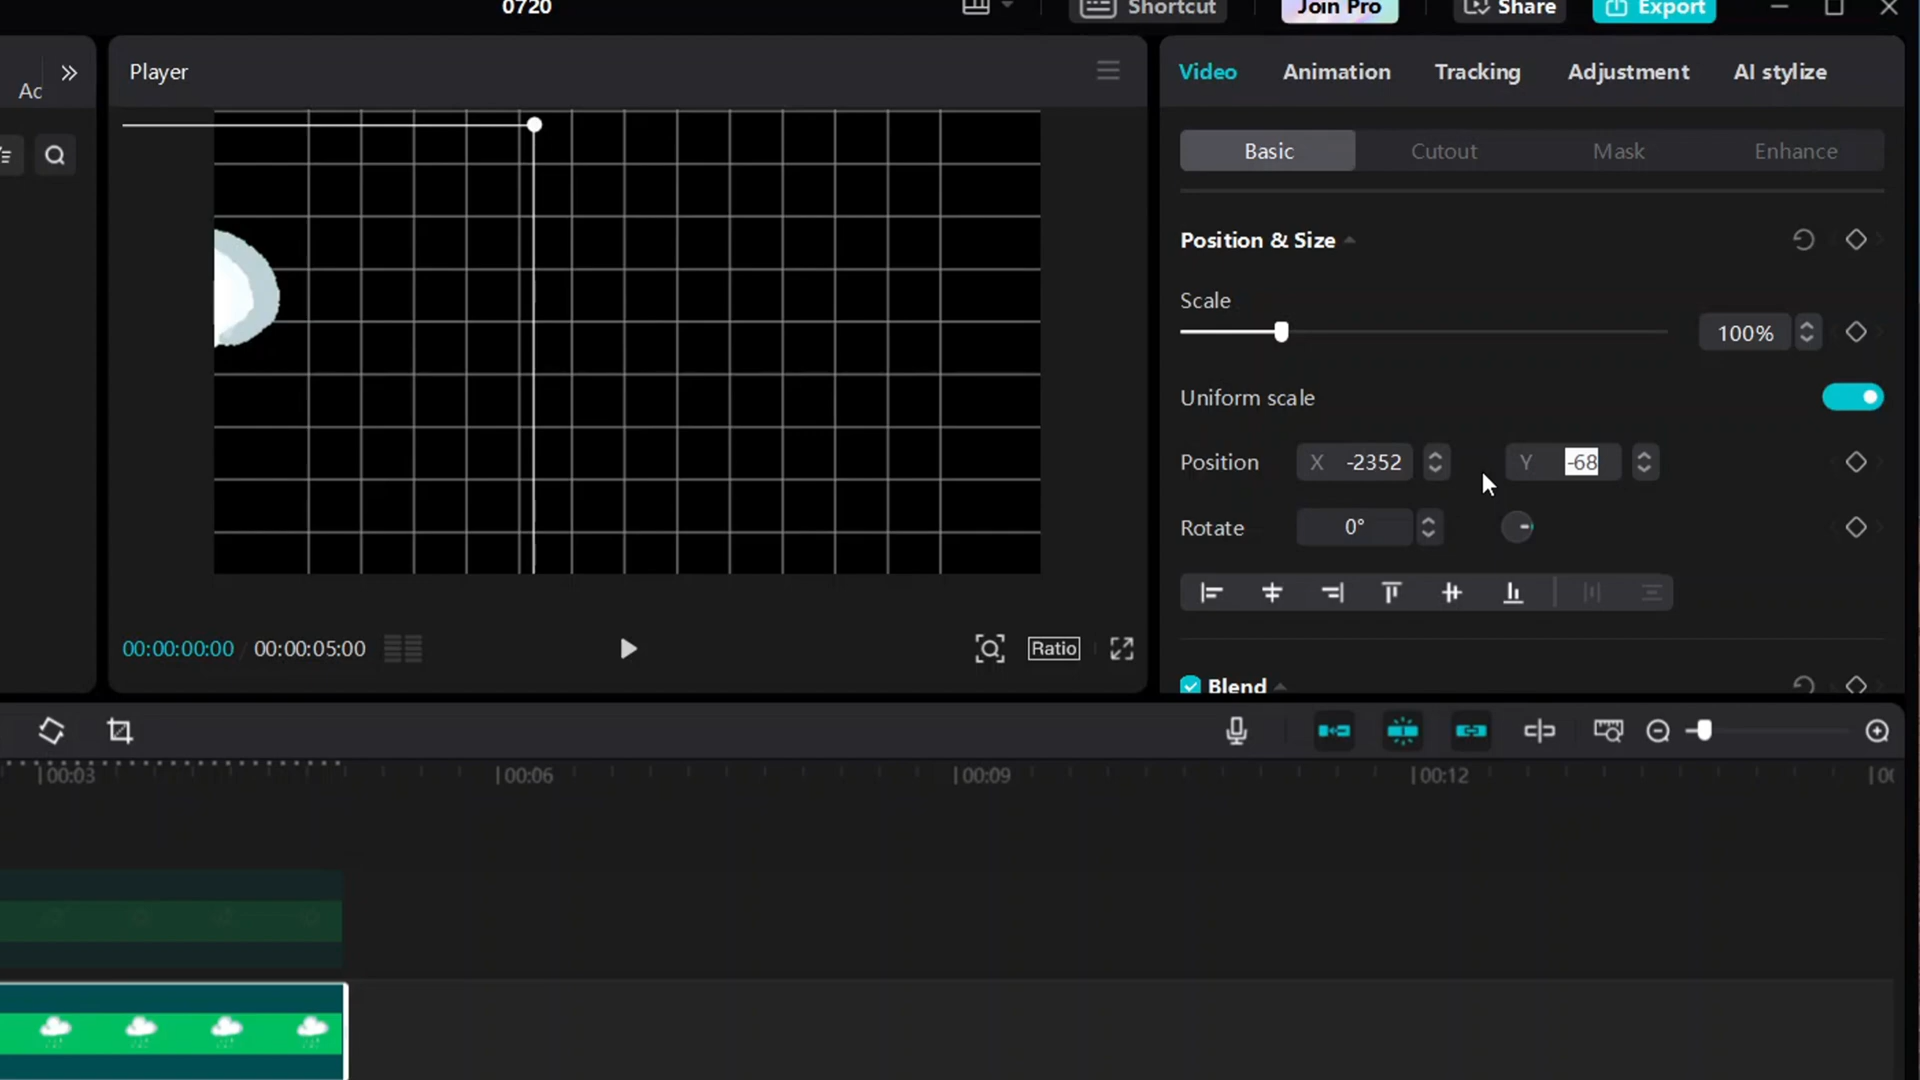 0720
Shortcut
Join Pro
Share
Export
Ac
Player
Video
Animation
Tracking
Adjustment
AI stylize
Basic
Cutout
Mask
Enhance
Position & Size
Scale
100%
Uniform scale
Position
X -2352
Y -68
Rotate
0°
00:00:00:00 / 00:00:05:00
Ratio
Blend
00:03
00:06
00:09
00:12